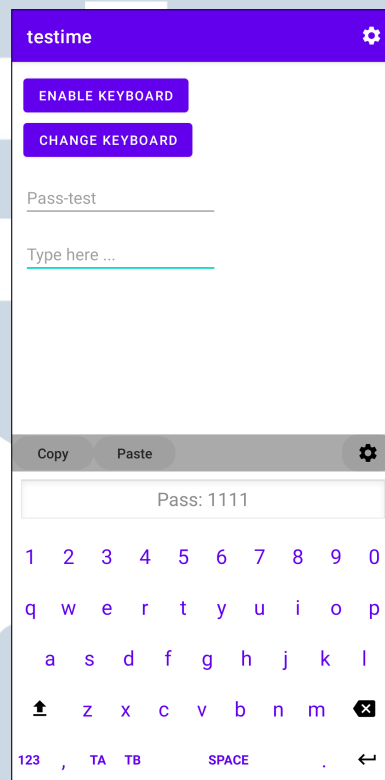 testime
ENABLE KEYBOARD
CHANGE KEYBOARD
Pass-test
Type here ...
Copy Paste
Pass: 1111
1 2 3 4 5 6 7 8 9 0
q w e r t y u i o p
a s d f g h j k l
z x c v b n m
123 , TA TB SPACE .